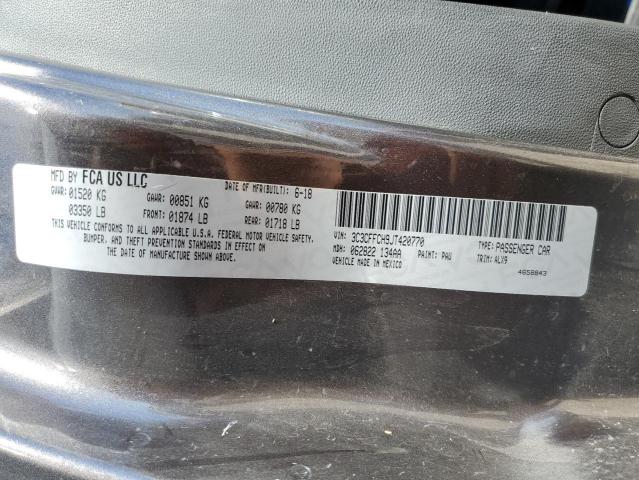 MFD BY FCA US LLC
DATE OF MFR(BUILT): 6-18
GVWR: 01520 KG
GAWR: 00851 KG
GAWR: 00780 KG
03350 LB
FRONT: 01874 LB
REAR: 01718 LB
THIS VEHICLE CONFORMS TO ALL APPLICABLE U.S.A. FEDERAL MOTOR VEHICLE SAFETY,
BUMPER, AND THEFT PREVENTION STANDARDS IN EFFECT ON
THE DATE OF MANUFACTURE SHOWN ABOVE.
VIN: 3C3CFFCH9JT420770
TYPE: PASSENGER CAR
MDH: 062822 134AA
PAINT: PAU
TRIM: ALX9
VEHICLE MADE IN MEXICO
4658843